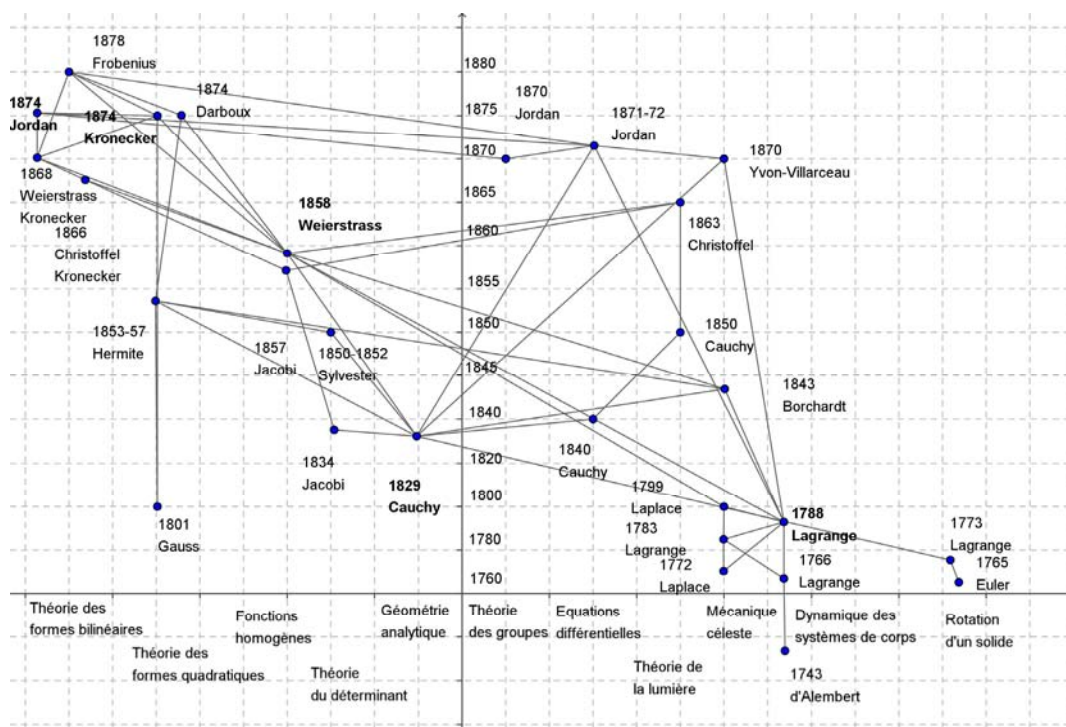 1878
Frobenius
1880
1874
Darboux
1874
Jordan
1874
Kronecker
1875
1870
Jordan
1871-72
Jordan
1870
1870
Yvon-Villarceau
1868
Weierstrass
Kronecker
1866
Christoffel
Kronecker
1865
1858
Weierstrass
1863
Christoffel
1860
1855
1853-57
Hermite
1850
1857
Jacobi
1850-1852
Sylvester
1850
Cauchy
1845
1843
Borchardt
1840
1834
Jacobi
1829
Cauchy
1840
Cauchy
1820
1799
Laplace
1800
1788
Lagrange
1801
Gauss
1783
Lagrange
1780
1773
Lagrange
1772
Laplace
1766
Lagrange
1765
Euler
1760
Théorie des
formes bilinéaires
Théorie des
formes quadratiques
Fonctions
homogènes
Théorie
du déterminant
Géométrie
analytique
Théorie
des groupes
Equations
différentielles
Théorie de
la lumière
Mécanique
céleste
Dynamique des
systèmes de corps
Rotation
d'un solide
1743
d'Alembert